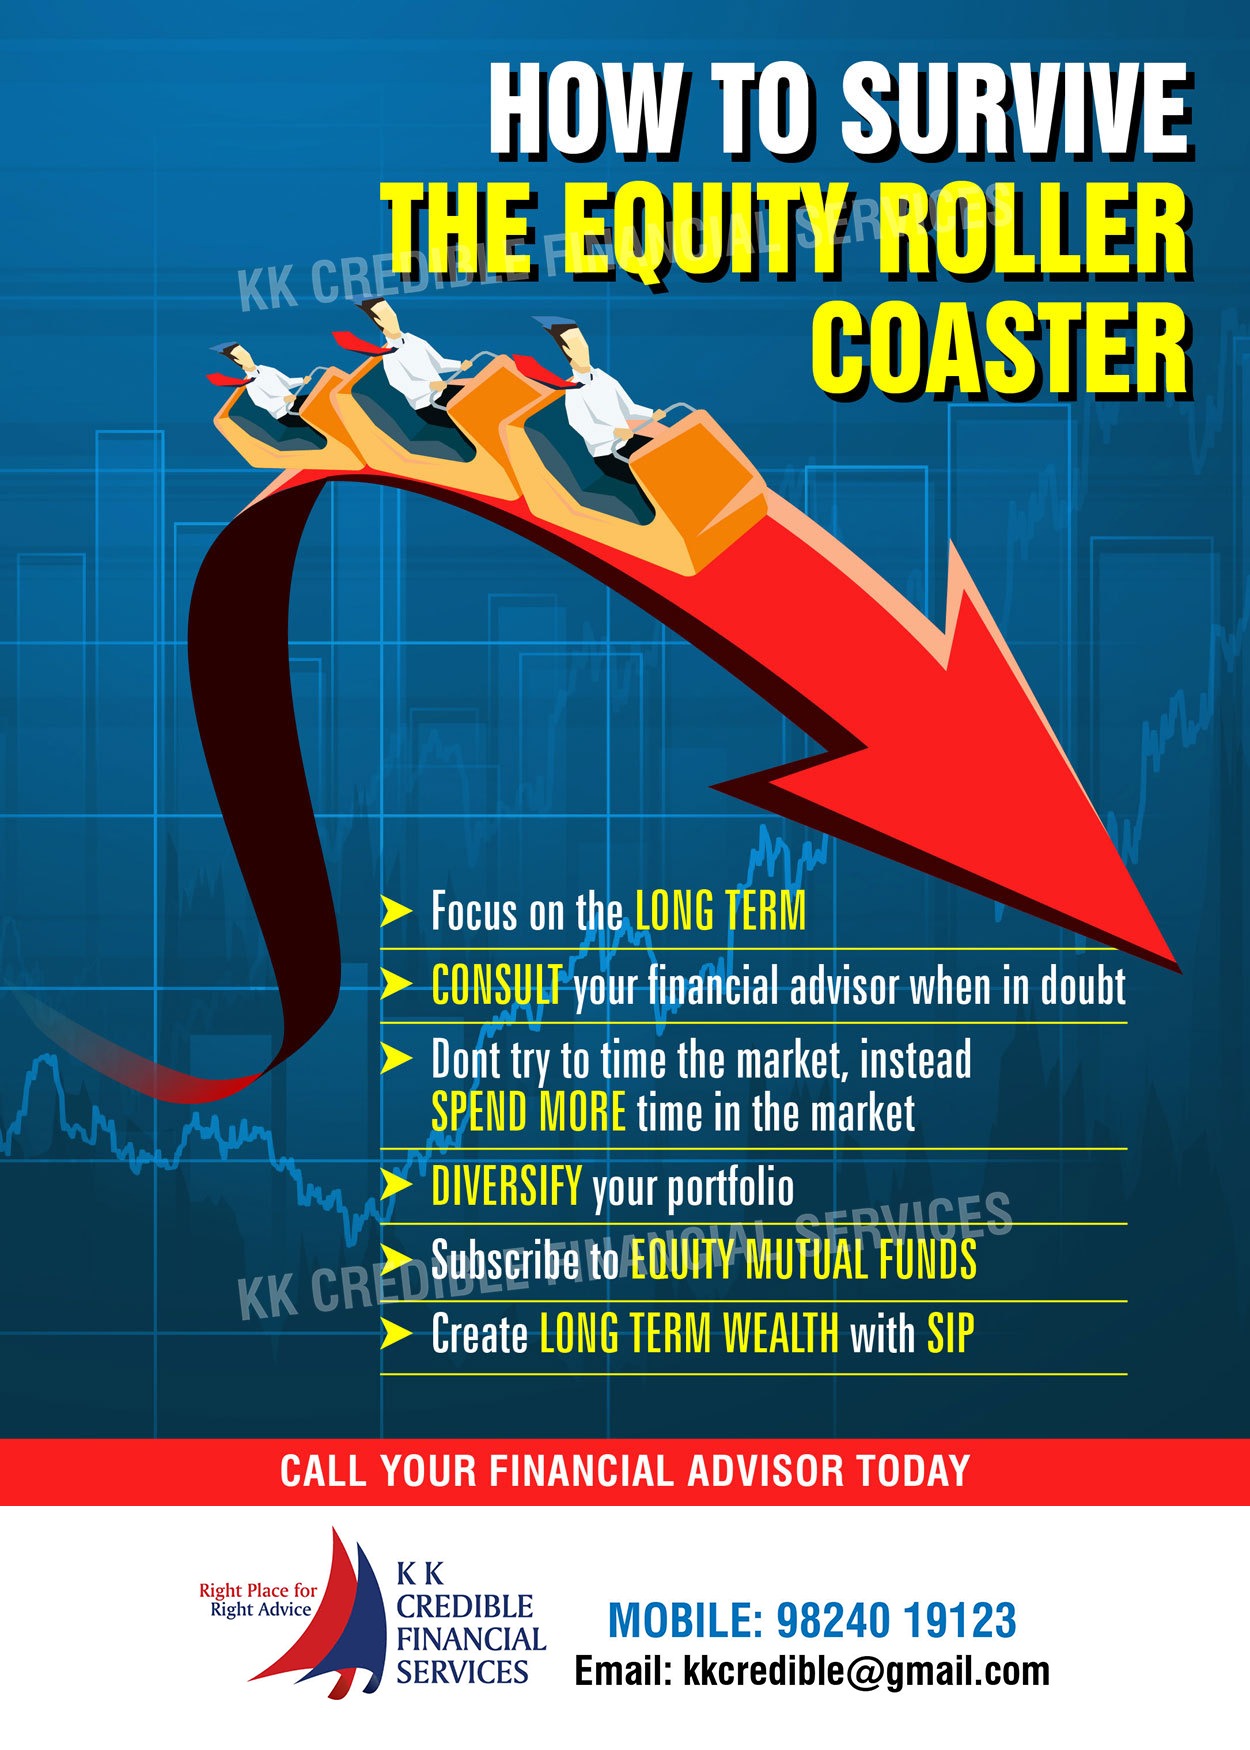 HOW TO SURVIVE
THE EQUITY ROLLER
COASTER
KK CREDIBLE FINANCIAL SERVICES
Focus on the LONG TERM
CONSULT your financial advisor when in doubt
Dont try to time the market, instead
SPEND MORE time in the market
DIVERSIFY your portfolio
Subscribe to EQUITY MUTUAL FUNDS
KK CREDIBLE FINANCIAL SERVICES
Create LONG TERM WEALTH with SIP
CALL YOUR FINANCIAL ADVISOR TODAY
Right Place for
Right Advice
K K
CREDIBLE
FINANCIAL
SERVICES
MOBILE: 98240 19123
Email: kkcredible@gmail.com